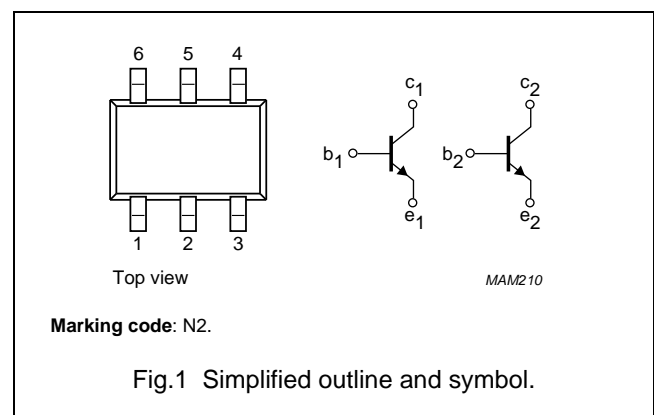 6 5 4
c1 c2
b1 b2
e1 e2
1 2 3
Top view
MAM210
Marking code: N2.
Fig.1 Simplified outline and symbol.